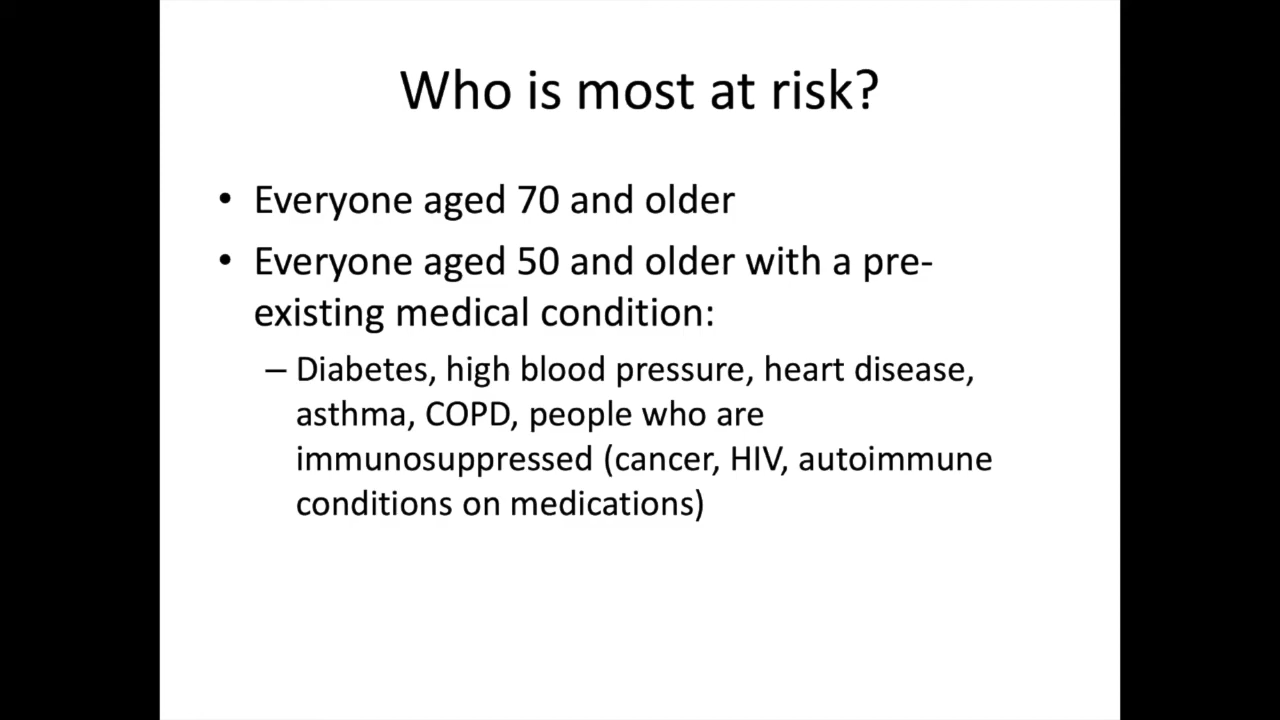 Who is most at risk?
• Everyone aged 70 and older
• Everyone aged 50 and older with a pre-
existing medical condition:
– Diabetes, high blood pressure, heart disease,
asthma, COPD, people who are
immunosuppressed (cancer, HIV, autoimmune
conditions on medications)